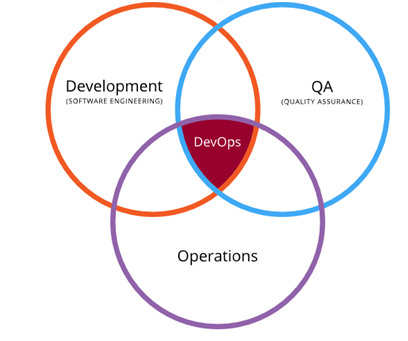 Development
(SOFTWARE ENGINEERING)
QA
(QUALITY ASSURANCE)
DevOps
Operations